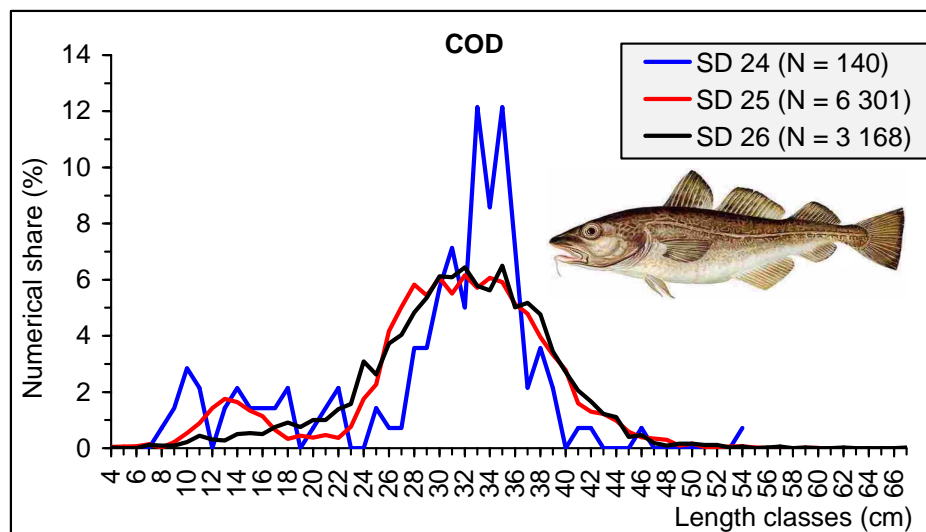 COD
SD 24 (N = 140)
SD 25 (N = 6 301)
SD 26 (N = 3 168)
Numerical share (%)
14
12
10
8
6
4
2
0
4 6 8 10 12 14 16 18 20 22 24 26 28 30 32 34 36 38 40 42 44 46 48 50 52 54 56 58 60 62 64 66
Length classes (cm)